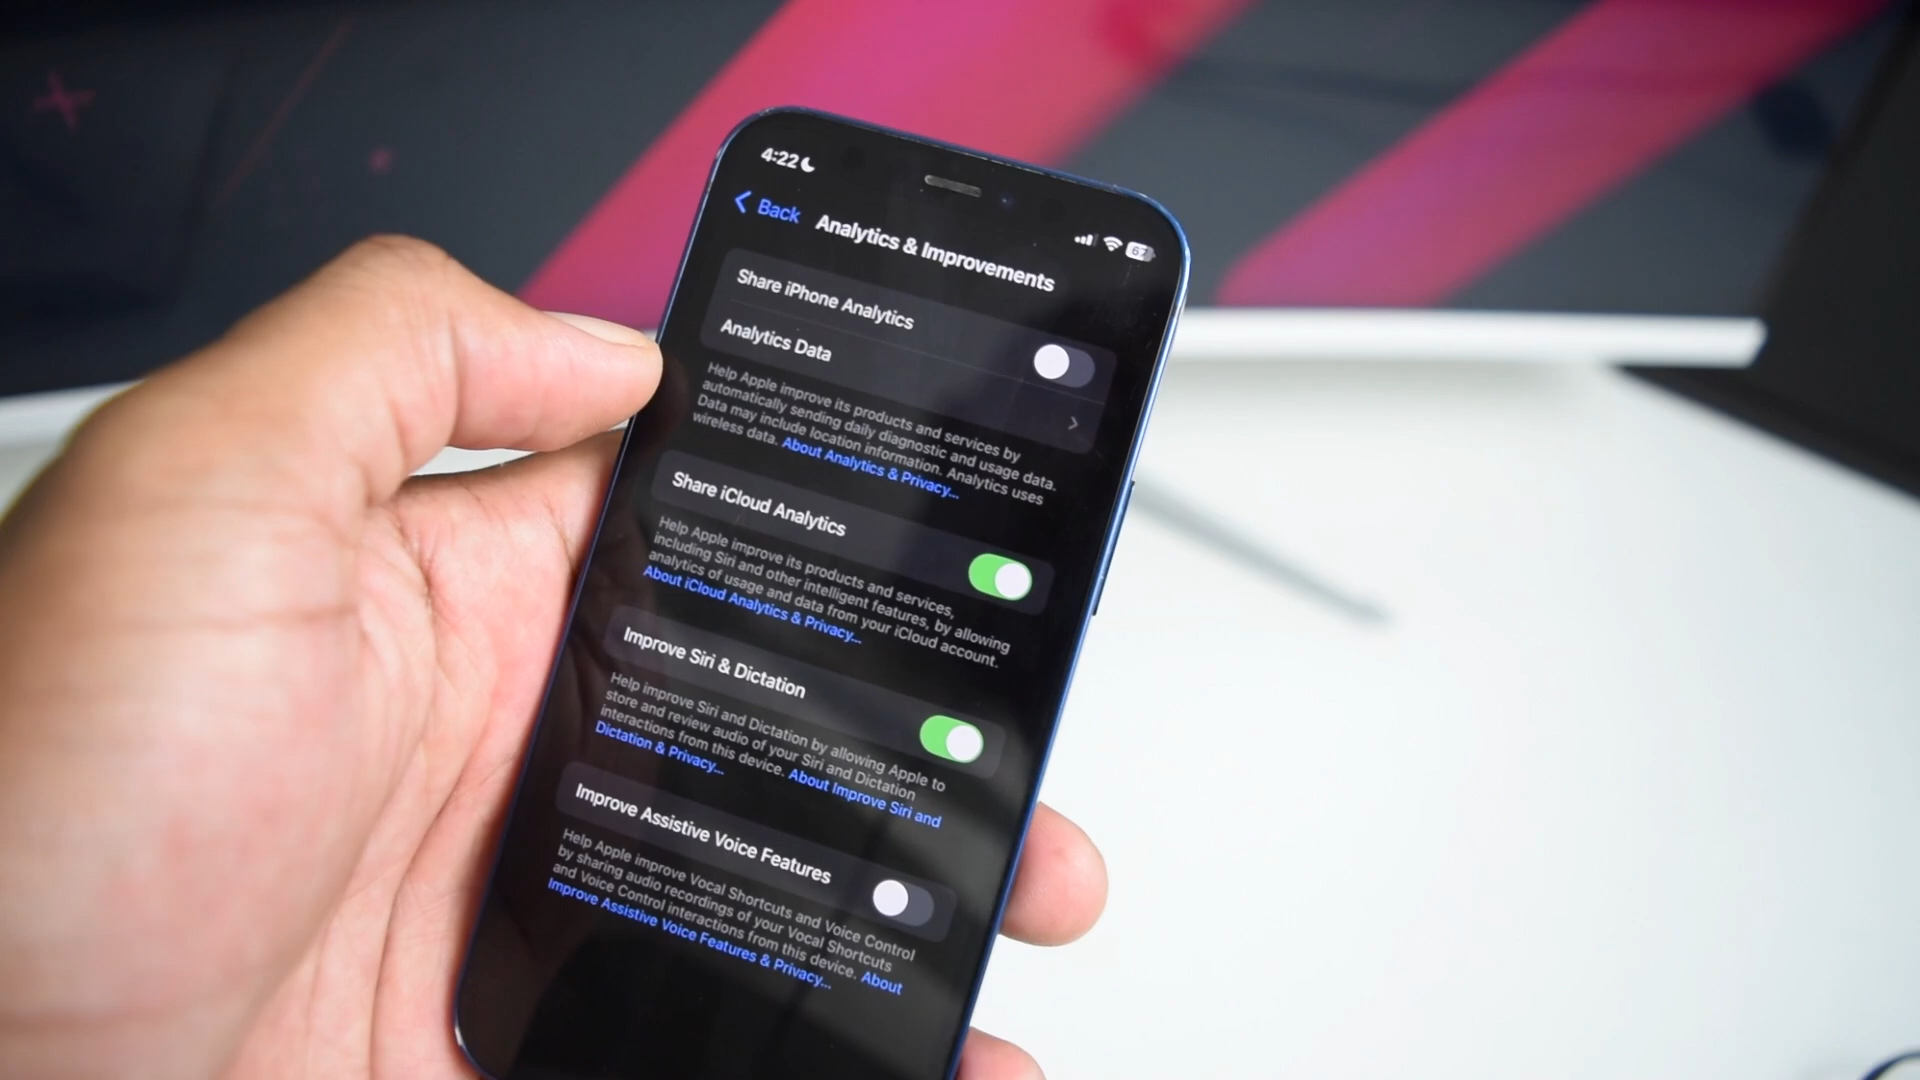 4:22
67
Back
Analytics & Improvements
Share iPhone Analytics
Analytics Data
Help Apple improve its products and services by
automatically sending daily diagnostic and usage data.
Data may include location information. Analytics uses
wireless data. About Analytics & Privacy...
Share iCloud Analytics
Help Apple improve its products and services,
including Siri and other intelligent features, by allowing
analytics of usage and data from your iCloud account.
About iCloud Analytics & Privacy...
Improve Siri & Dictation
Help improve Siri and Dictation by allowing Apple to
store and review audio of your Siri and Dictation
interactions from this device. About Improve Siri and
Dictation & Privacy...
Improve Assistive Voice Features
Help Apple improve Vocal Shortcuts and Voice Control
by sharing audio recordings of your Vocal Shortcuts
and Voice Control interactions from this device. About
Improve Assistive Voice Features & Privacy...